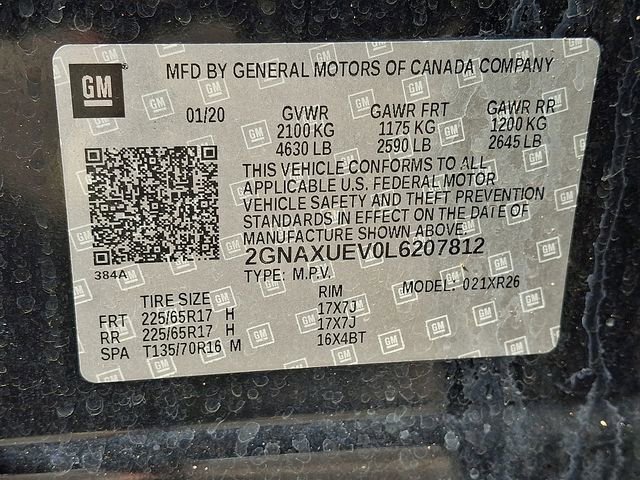 GM
MFD BY GENERAL MOTORS OF CANADA COMPANY
01/20 GVWR GAWR FRT GAWR RR
2100 KG 1175 KG 1200 KG
4630 LB 2590 LB 2645 LB
THIS VEHICLE CONFORMS TO ALL
APPLICABLE U.S. FEDERAL MOTOR
VEHICLE SAFETY AND THEFT PREVENTION
STANDARDS IN EFFECT ON THE DATE OF
MANUFACTURE SHOWN ABOVE.
2GNAXUEV0L6207812
384A
TYPE: M.P.V. MODEL: 021XR26
TIRE SIZE RIM
FRT 225/65R17 H 17X7J
RR 225/65R17 H 17X7J
SPA T135/70R16 M 16X4BT